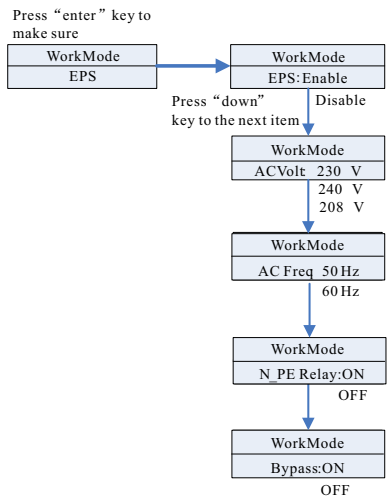 Press “enter” key to
make sure
WorkMode
EPS
WorkMode
EPS:Enable
Disable
Press “down”
key to the next item
WorkMode
ACVolt: 230 V
240 V
208 V
WorkMode
AC Freq 50 Hz
60 Hz
WorkMode
N_PE Relay:ON
OFF
WorkMode
Bypass:ON
OFF